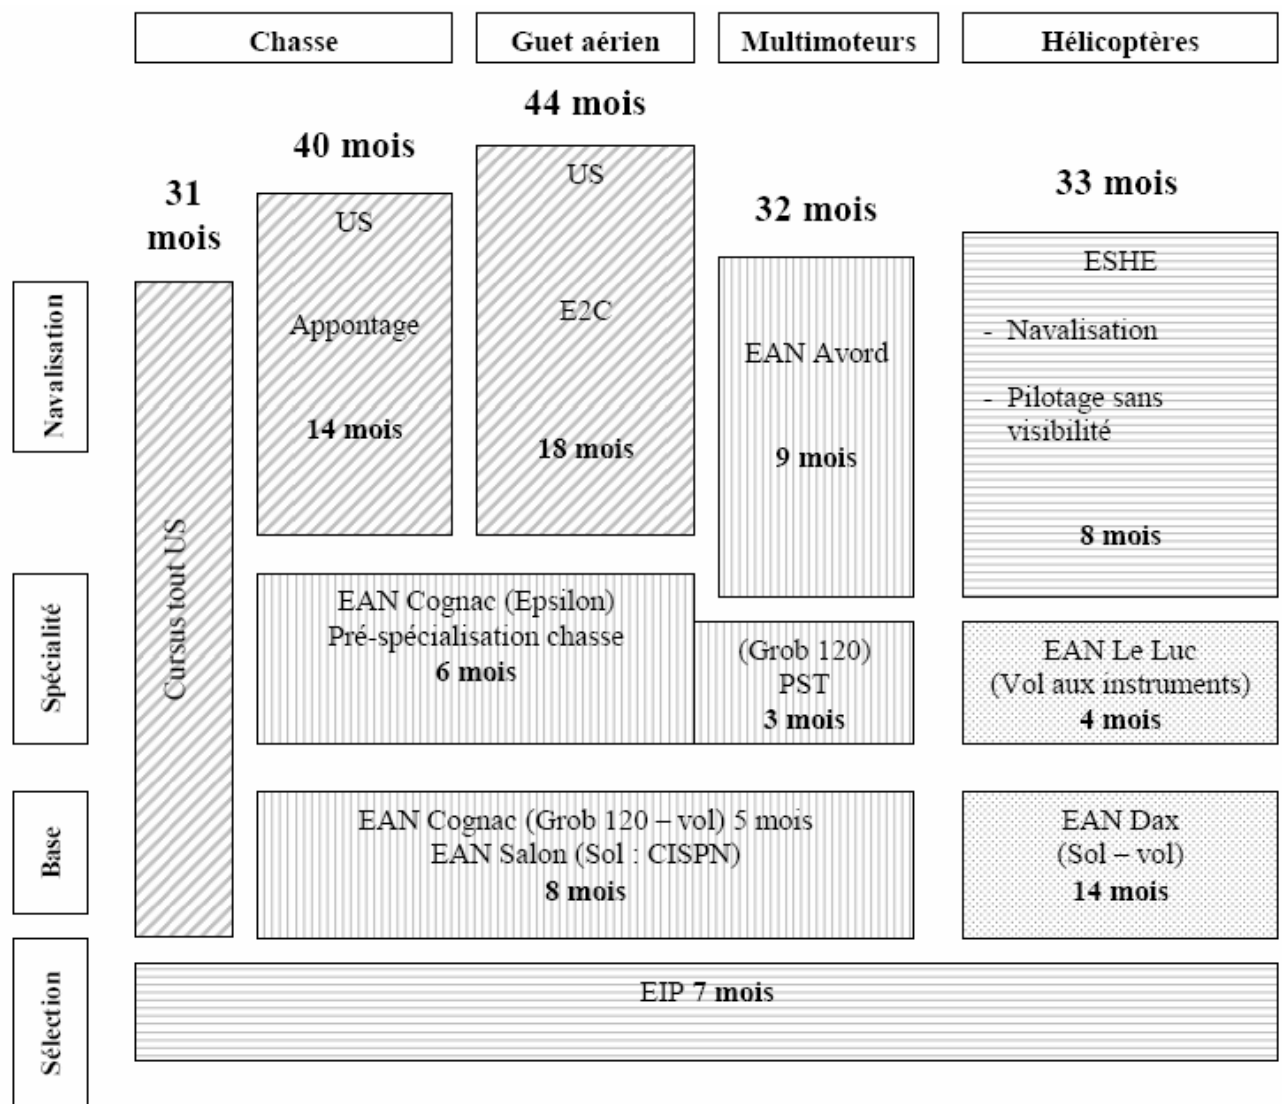 Chasse
Guet aérien
Multimoteurs
Hélicoptères
31
mois
40 mois
44 mois
32 mois
33 mois
Navalisation
Spécialité
Base
Sélection
Cursus tout US
US
Appontage
14 mois
US
E2C
18 mois
EAN Avord
9 mois
ESHE
- Navalisation
- Pilotage sans
visibilité
8 mois
EAN Cognac (Epsilon)
Pré-spécialisation chasse
6 mois
(Grob 120)
PST
3 mois
EAN Le Luc
(Vol aux instruments)
4 mois
EAN Cognac (Grob 120 – vol) 5 mois
EAN Salon (Sol : CISPN)
8 mois
EAN Dax
(Sol – vol)
14 mois
EIP 7 mois